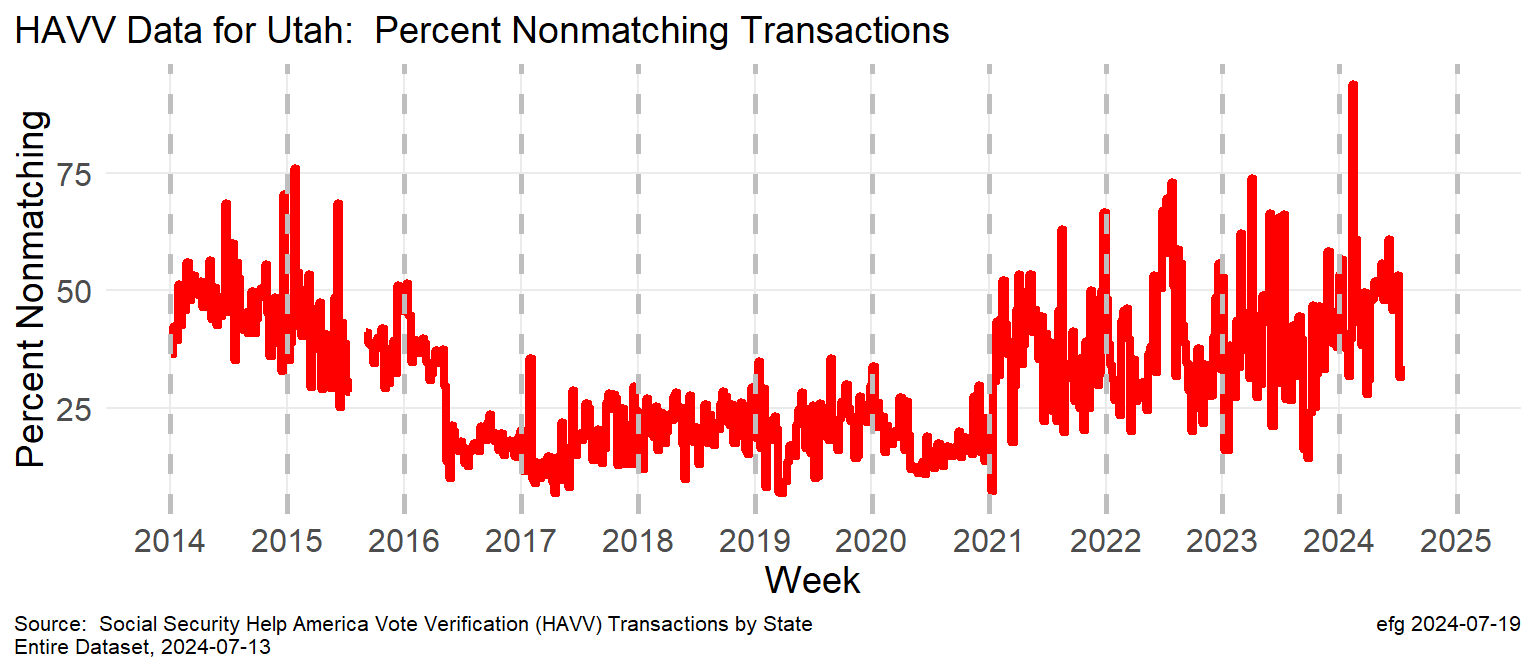 HAVV Data for Utah:  Percent Nonmatching Transactions
Percent Nonmatching
75
50
25
2014 2015 2016 2017 2018 2019 2020 2021 2022 2023 2024 2025
Week
Source:  Social Security Help America Vote Verification (HAVV) Transactions by State
Entire Dataset, 2024-07-13
efg 2024-07-19